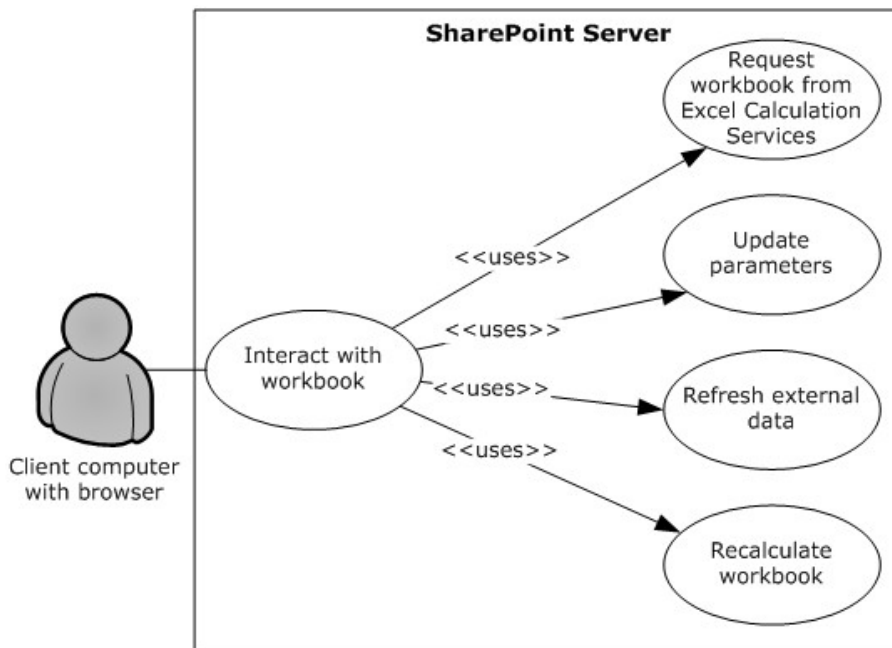 SharePoint Server
Request
workbook from
Excel Calculation
Services
<<uses>>
Update
parameters
<<uses>>
Interact with
workbook
<<uses>>
Refresh external
data
<<uses>>
Client computer
with browser
Recalculate
workbook